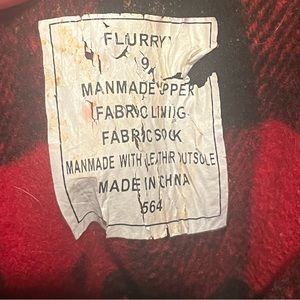 FLURRY
9
MANMADE UPPER
FABRIC LINING
FABRIC SOCK
MANMADE WITH LEATHR OUTSOLE
MADE IN CHINA
564